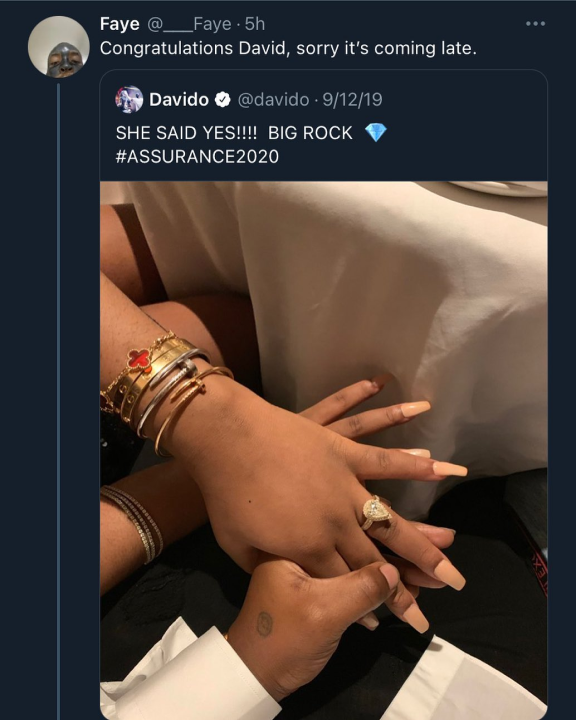 Faye @___Faye · 5h
Congratulations David, sorry it’s coming late.
Davido @davido · 9/12/19
SHE SAID YES!!!! BIG ROCK 💎
#ASSURANCE2020